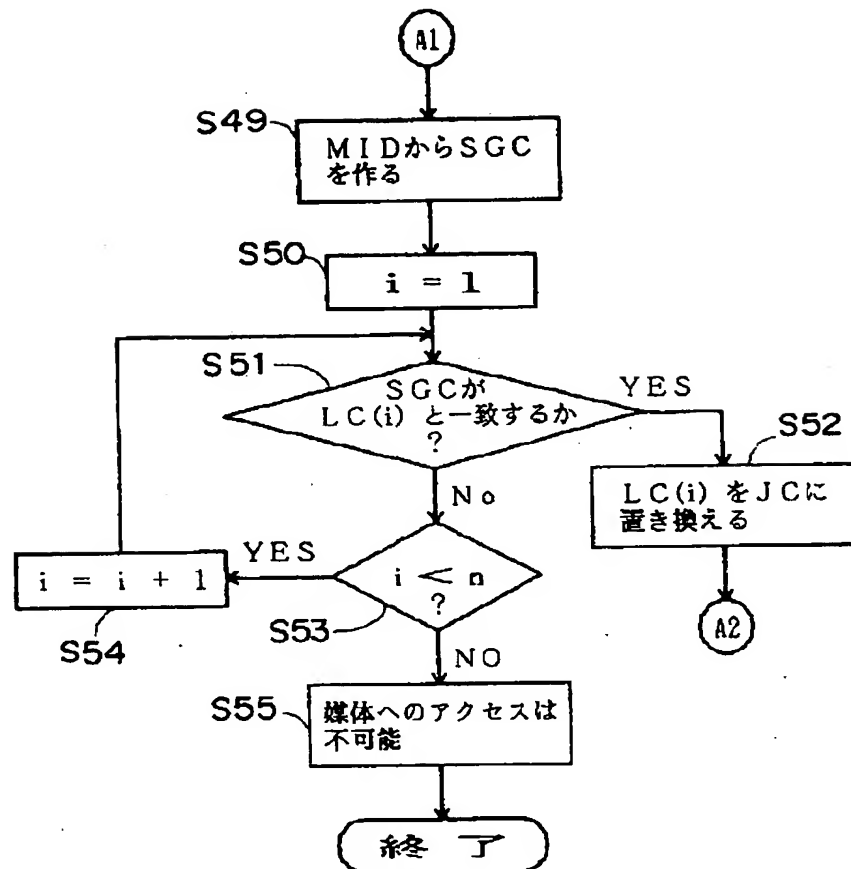 A1
S49
MIDからSGC
を作る
S50
i = 1
S51
SGCが
LC(i) と一致するか
?
YES
S52
LC(i) をJCに
置き換える
A2
No
i < n
?
S53
YES
i = i + 1
S54
NO
S55
媒体へのアクセスは
不可能
終 了